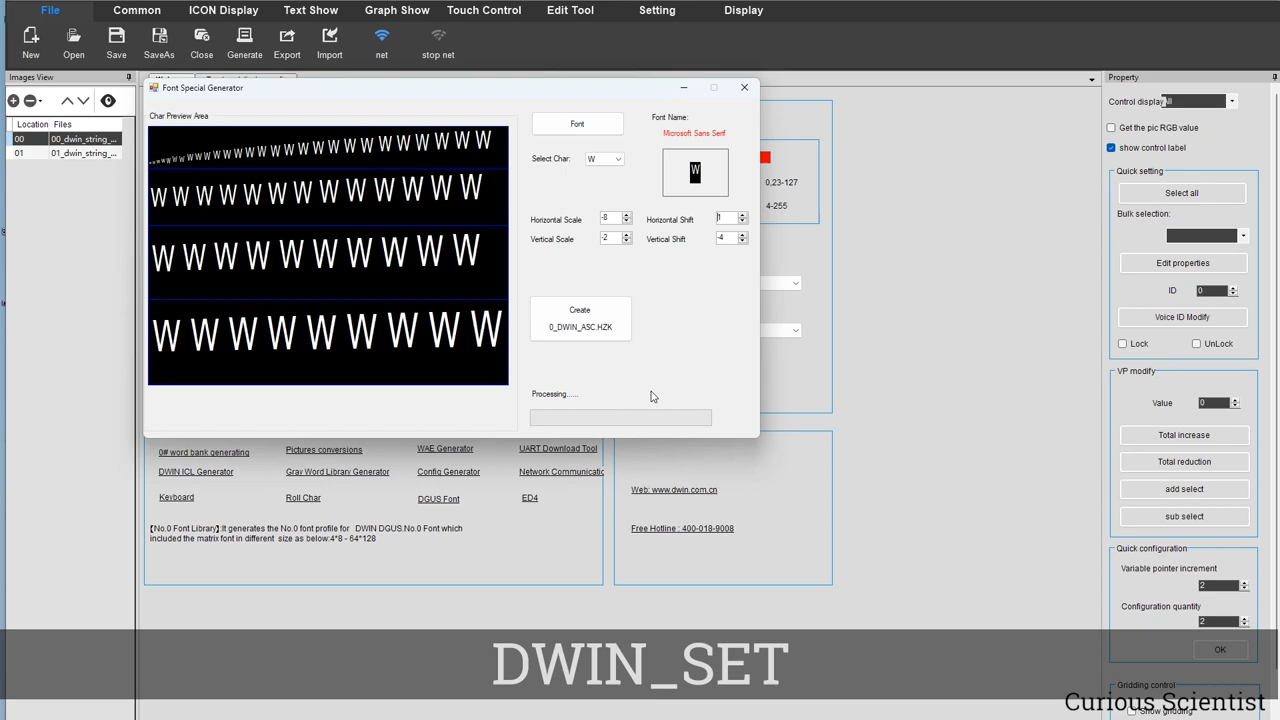 File Common ICON Display Text Show Graph Show Touch Control Edit Tool Setting Display
New Open Save SaveAs Close Generate Export Import net stop net
Images View
Location Files
00 00_dwin_string_...
01 01_dwin_string_...
Font Special Generator
Char Preview Area
W W W W W W W W W W
W W W W W W W W W
W W W W W W W W W
Font
Font Name:
Microsoft Sans Serif
Select Char: W
W
Horizontal Scale -8 Horizontal Shift 1
Vertical Scale -2 Vertical Shift -4
Create
0_DWIN_ASC.HZK
Processing......
0,23-127
4-255
0# word bank generating Pictures conversions WAE Generator UART Download Tool
DWIN ICL Generator Gray Word Library Generator Config Generator Network Communicatio
Keyboard Roll Char DGUS Font ED4
【No.0 Font Library】:It generates the No.0 font profile for DWIN DGUS.No.0 Font which
included the matrix font in different size as below:4*8 - 64*128
Web: www.dwin.com.cn
Free Hotline : 400-018-9008
Property
Control display All
Get the pic RGB value
show control label
Quick setting
Select all
Bulk selection:
Edit properties
ID 0
Voice ID Modify
Lock UnLock
VP modify
Value 0
Total increase
Total reduction
add select
sub select
Quick configuration
Variable pointer increment
2
Configuration quantity
2
OK
Gridding control
Show gridding
DWIN_SET
Curious Scientist